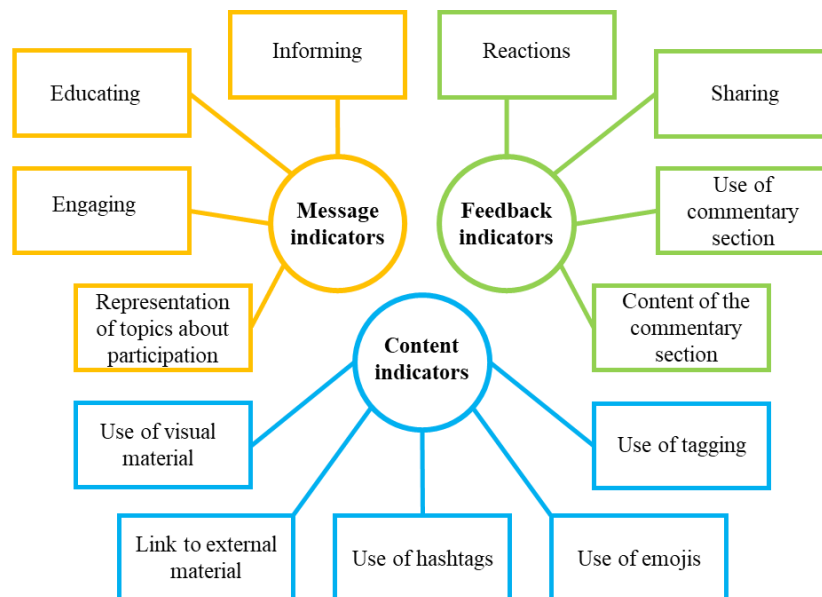 Informing
Reactions
Educating
Sharing
Engaging
Message
indicators
Feedback
indicators
Use of
commentary
section
Representation
of topics about
participation
Content
indicators
Content of the
commentary
section
Use of visual
material
Use of tagging
Link to external
material
Use of hashtags
Use of emojis